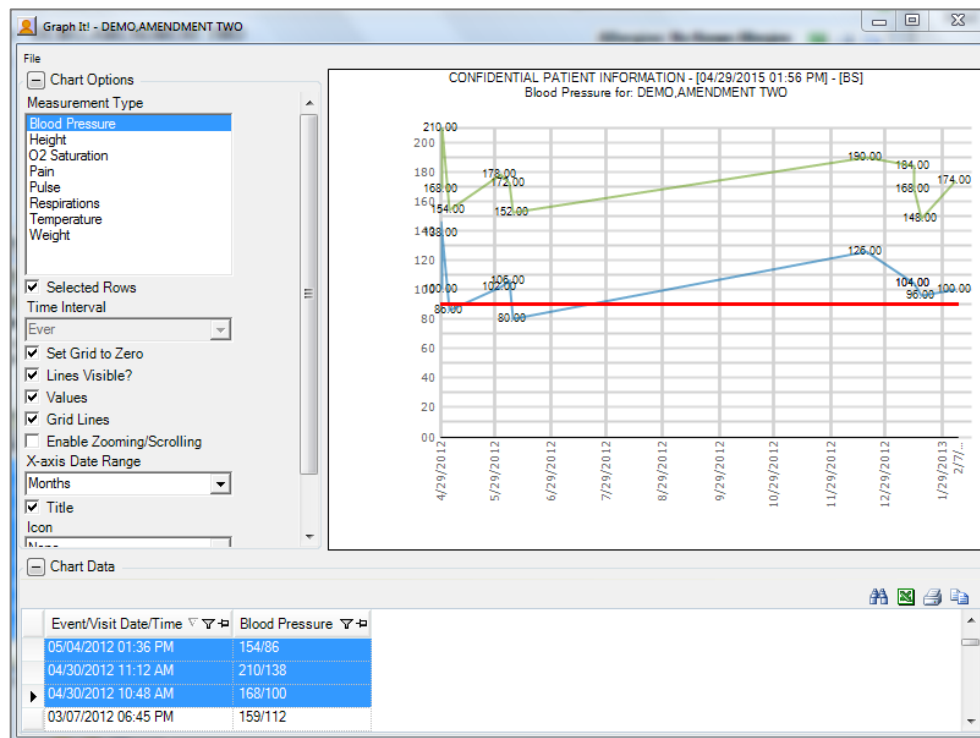 Graph It! - DEMO,AMENDMENT TWO
File
Chart Options
Measurement Type
Blood Pressure
Height
O2 Saturation
Pain
Pulse
Respirations
Temperature
Weight
Selected Rows
Time Interval
Ever
Set Grid to Zero
Lines Visible?
Values
Grid Lines
Enable Zooming/Scrolling
X-axis Date Range
Months
Title
Icon
CONFIDENTIAL PATIENT INFORMATION - [04/29/2015 01:56 PM] - [BS]
Blood Pressure for: DEMO,AMENDMENT TWO
210.00
200
190.00
184.00
180
178.00
174.00
172.00
168.00
168.00
160
154.00
152.00
148.00
140
138.00
126.00
120
106.00
104.00
102.00
100
100.00
100.00
96.00
86.00
80
80.00
60
40
20
00
4/29/2012
5/29/2012
6/29/2012
7/29/2012
8/29/2012
9/29/2012
10/29/2012
11/29/2012
12/29/2012
1/29/2013
2/7/...
Chart Data
Event/Visit Date/Time Blood Pressure
05/04/2012 01:36 PM 154/86
04/30/2012 11:12 AM 210/138
04/30/2012 10:48 AM 168/100
03/07/2012 06:45 PM 159/112